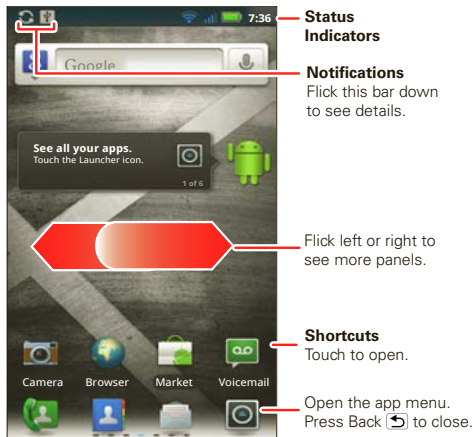 7:36
Status
Indicators
Google
Notifications
Flick this bar down
to see details.
See all your apps.
Touch the Launcher icon.
1 of 6
Flick left or right to
see more panels.
Shortcuts
Touch to open.
Camera
Browser
Market
Voicemail
Open the app menu.
Press Back to close.